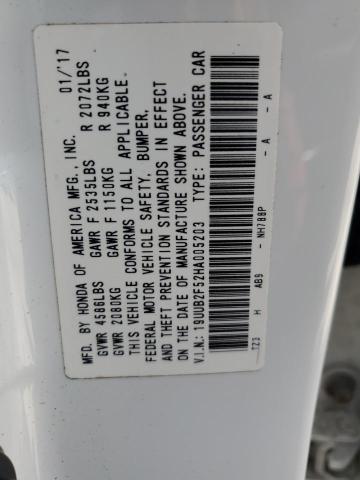 MFD. BY HONDA OF AMERICA MFG., INC. 01/'17
GVWR 4586LBS GAWR F 2535LBS R 2072LBS
GVWR 2080KG GAWR F 1150KG R 940KG
THIS VEHICLE CONFORMS TO ALL APPLICABLE
FEDERAL MOTOR VEHICLE SAFETY, BUMPER,
AND THEFT PREVENTION STANDARDS IN EFFECT
ON THE DATE OF MANUFACTURE SHOWN ABOVE.
V.I.N.: 19UUB2F52HA005203 TYPE: PASSENGER CAR
TZ3 H AB9 - NH788P - A - A